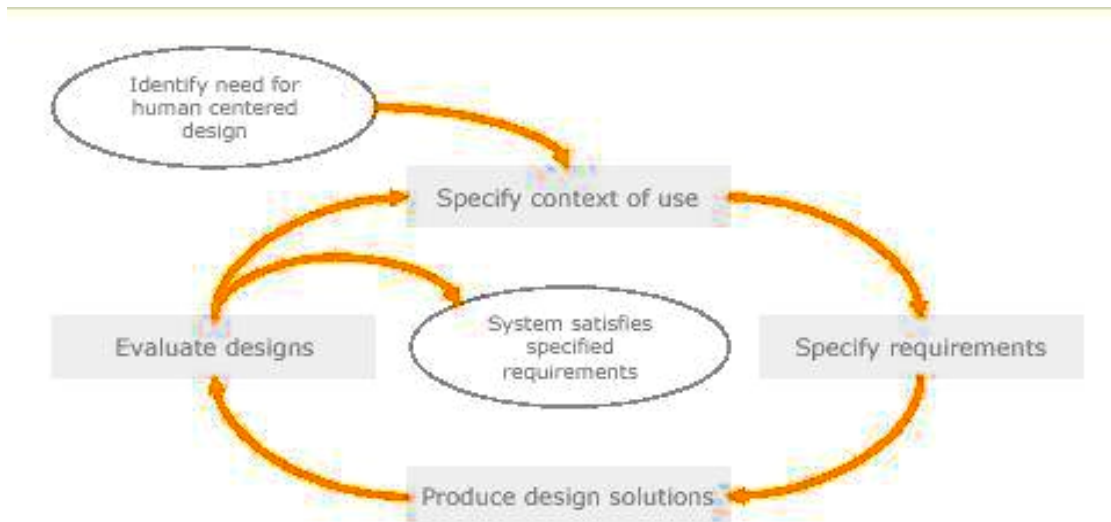 Identify need for
human centered
design
Specify context of use
Evaluate designs
System satisfies
specified
requirements
Specify requirements
Produce design solutions